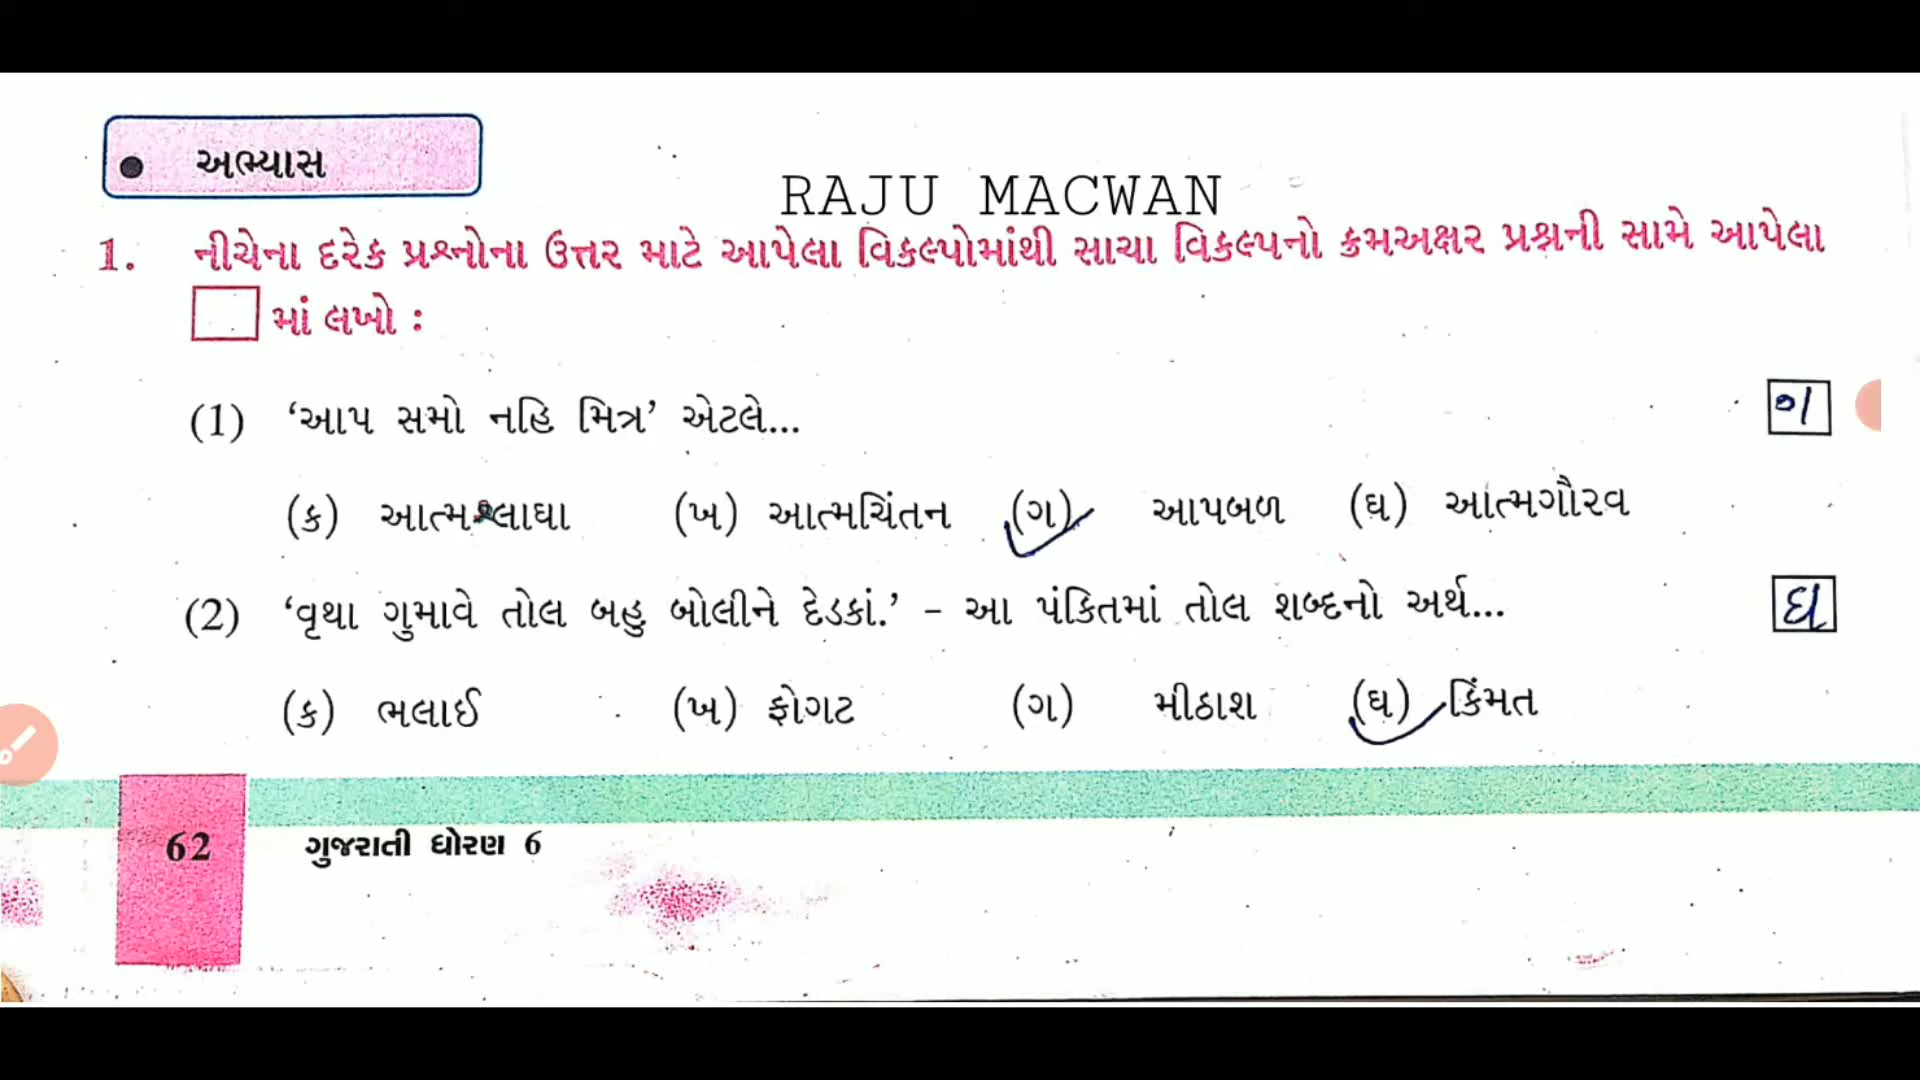 અભ્યાસ
RAJU MACWAN
1. નીચેના દરેક પ્રશ્નોના ઉત્તર માટે આપેલા વિકલ્પોમાંથી સાચા વિકલ્પનો ક્રમઅક્ષર પ્રશ્નની સામે આપેલા
માં લખો :
(1) ‘આપ સમો નહિ મિત્ર’ એટલે... ગ
(ક) આત્મશ્લાઘા (ખ) આત્મચિંતન (ગ) આપબળ (ઘ) આત્મગૌરવ
(2) ‘વૃથા ગુમાવે તોલ બહુ બોલીને દેડકાં.’ – આ પંકિતમાં તોલ શબ્દનો અર્થ... ઘ
(ક) ભલાઈ (ખ) ફોગટ (ગ) મીઠાશ (ઘ) કિંમત
62 ગુજરાતી ધોરણ 6